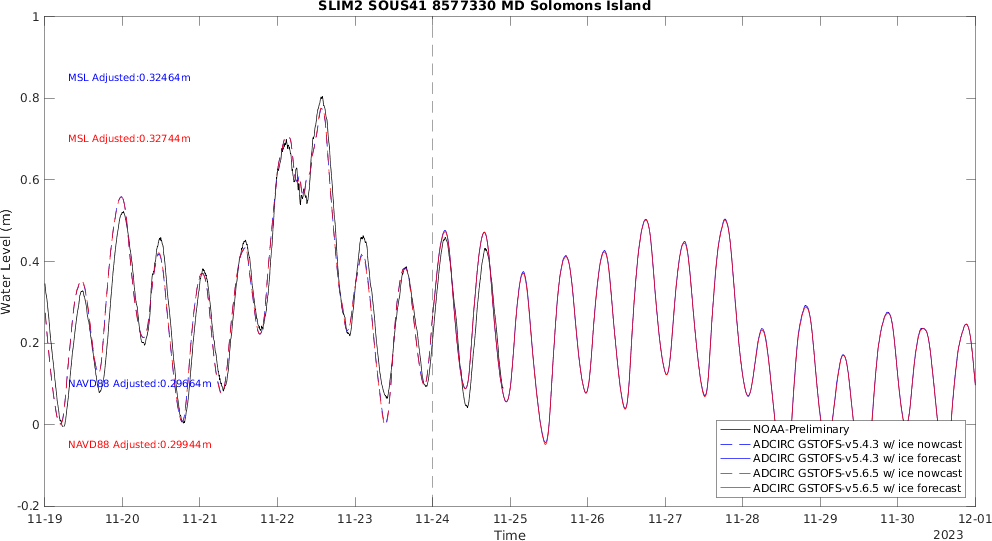 SLIM2 SOUS41 8577330 MD Solomons Island
1
0.8
0.6
0.4
0.2
0
-0.2
Water Level (m)
MSL Adjusted:0.32464m
MSL Adjusted:0.32744m
NAVD88 Adjusted:0.29664m
NAVD88 Adjusted:0.29944m
NOAA-Preliminary
ADCIRC GSTOFS-v5.4.3 w/ ice nowcast
ADCIRC GSTOFS-v5.4.3 w/ ice forecast
ADCIRC GSTOFS-v5.6.5 w/ ice nowcast
ADCIRC GSTOFS-v5.6.5 w/ ice forecast
11-19 11-20 11-21 11-22 11-23 11-24 11-25 11-26 11-27 11-28 11-29 11-30 12-01
Time
2023